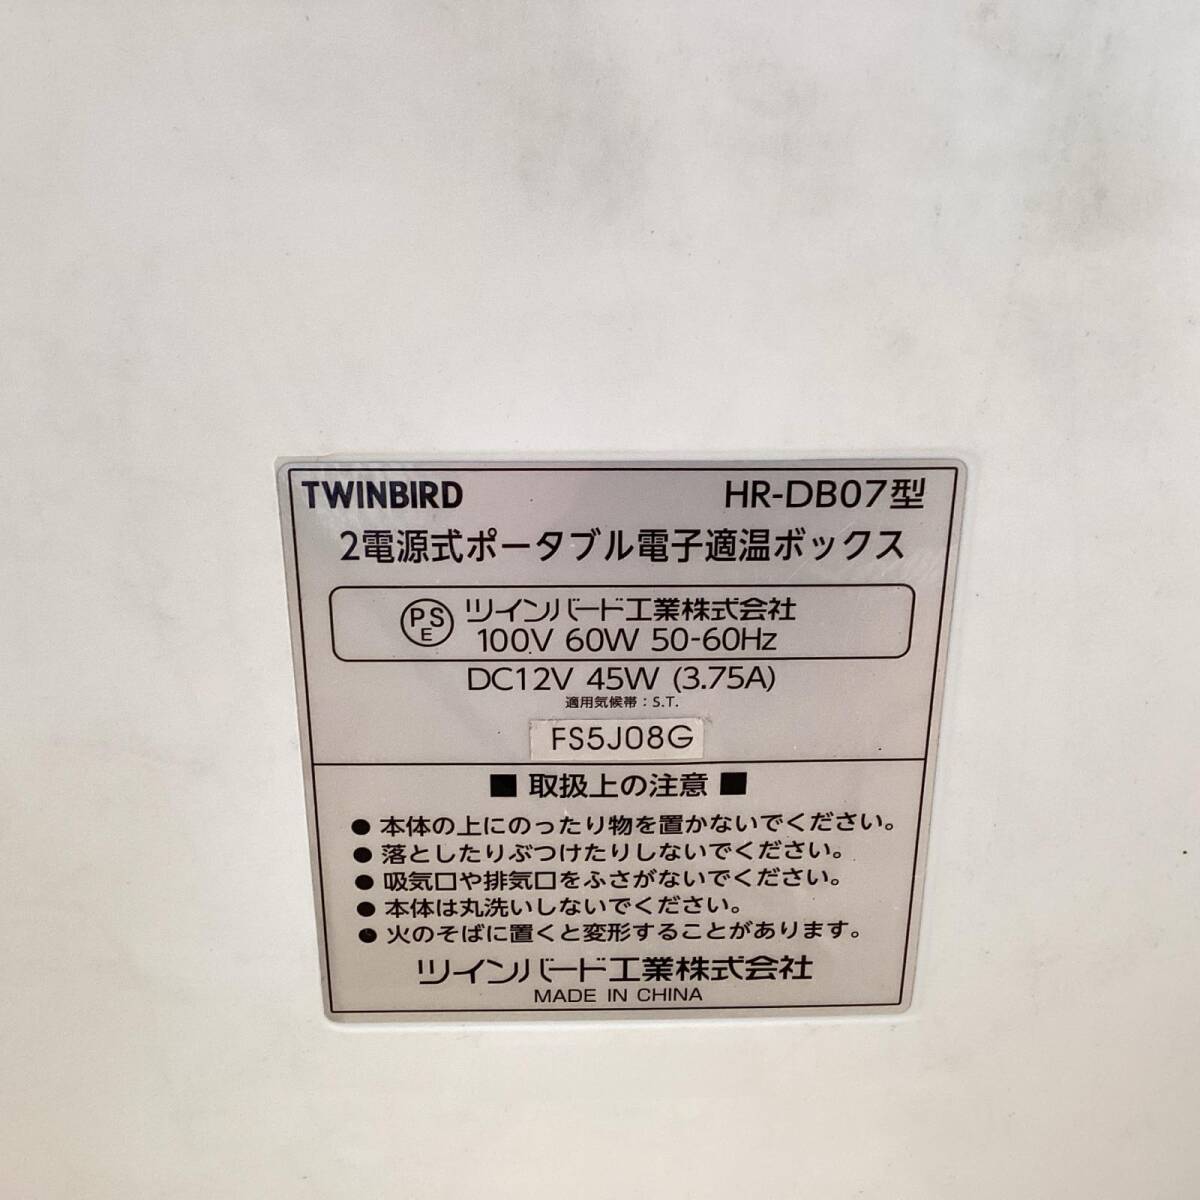 TWINBIRD HR-DB07型
2電源式ポータブル電子適温ボックス
PSE ツインバード工業株式会社
100V 60W 50-60Hz
DC12V 45W (3.75A)
適用気候帯：S.T.
FS5J08G
■ 取扱上の注意 ■
● 本体の上にのったり物を置かないでください。
● 落としたりぶつけたりしないでください。
● 吸気口や排気口をふさがないでください。
● 本体は丸洗いしないでください。
● 火のそばに置くと変形することがあります。
ツインバード工業株式会社
MADE IN CHINA